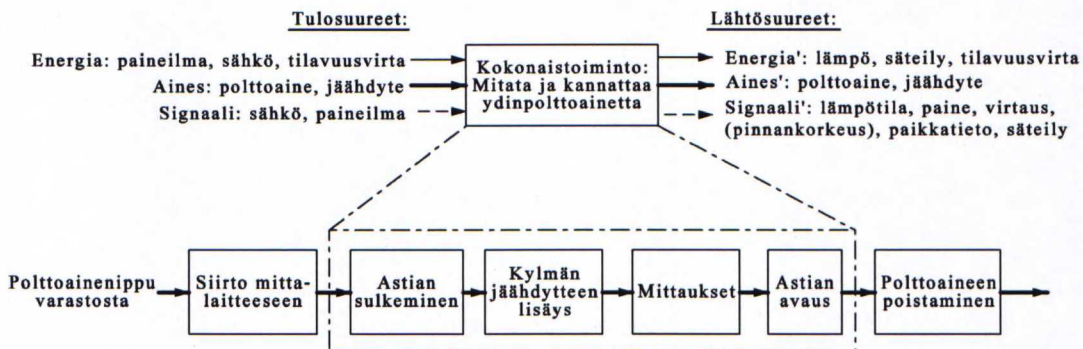 Tulosuureet:
Lähtösuureet:
Energia: paineilma, sähkö, tilavuusvirta
Aines: polttoaine, jäähdyte
Signaali: sähkö, paineilma
Kokonaistoiminto:
Mitata ja kannattaa
ydinpolttoainetta
Energia': lämpö, säteily, tilavuusvirta
Aines': polttoaine, jäähdyte
Signaali': lämpötila, paine, virtaus,
(pinnankorkeus), paikkatieto, säteily
Polttoainenippu
varastosta
Siirto mitta-
laitteeseen
Astian
sulkeminen
Kylmän
jäähdytteen
lisäys
Mittaukset
Astian
avaus
Polttoaineen
poistaminen